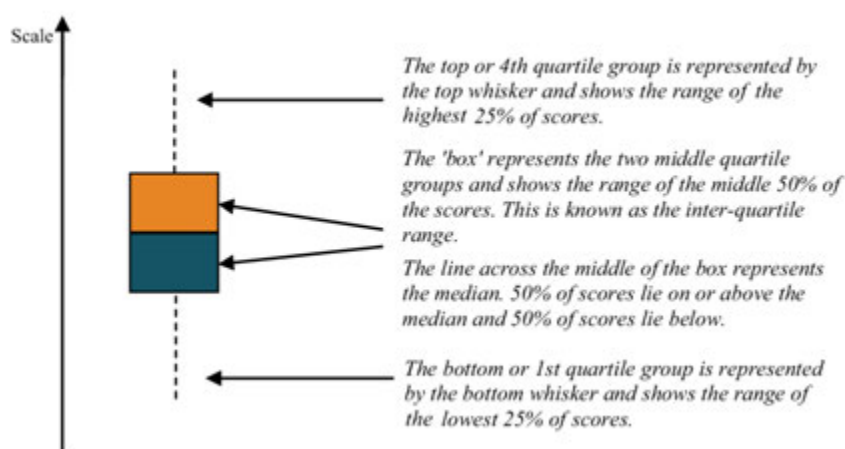 Scale
The top or 4th quartile group is represented by
the top whisker and shows the range of the
highest 25% of scores.
The 'box' represents the two middle quartile
groups and shows the range of the middle 50% of
the scores. This is known as the inter-quartile
range.
The line across the middle of the box represents
the median. 50% of scores lie on or above the
median and 50% of scores lie below.
The bottom or 1st quartile group is represented
by the bottom whisker and shows the range of
the lowest 25% of scores.